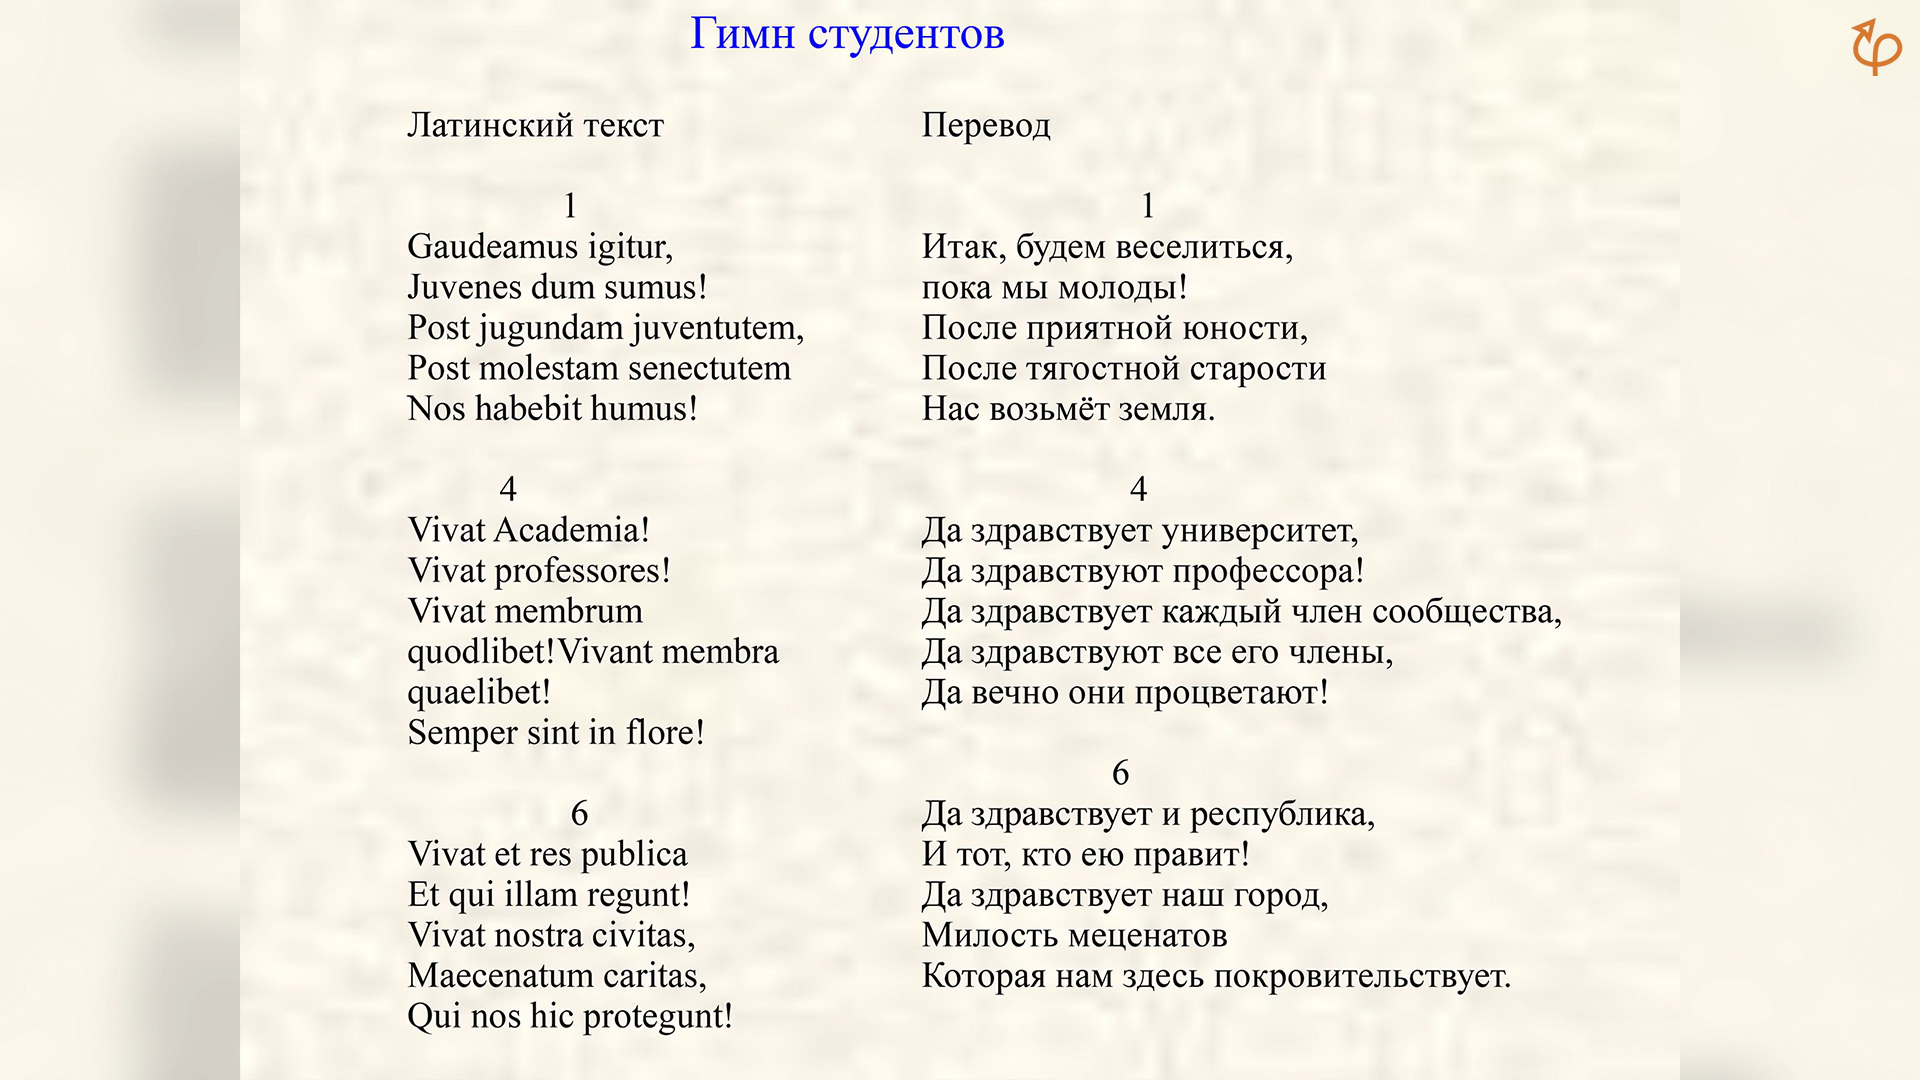 Гимн студентов
Латинский текст
1
Gaudeamus igitur,
Juvenes dum sumus!
Post jugundam juventutem,
Post molestam senectutem
Nos habebit humus!
4
Vivat Academia!
Vivat professores!
Vivat membrum
quodlibet!Vivant membra
quaelibet!
Semper sint in flore!
6
Vivat et res publica
Et qui illam regunt!
Vivat nostra civitas,
Maecenatum caritas,
Qui nos hic protegunt!
Перевод
1
Итак, будем веселиться,
пока мы молоды!
После приятной юности,
После тягостной старости
Нас возьмёт земля.
4
Да здравствует университет,
Да здравствуют профессора!
Да здравствует каждый член сообщества,
Да здравствуют все его члены,
Да вечно они процветают!
6
Да здравствует и республика,
И тот, кто ею правит!
Да здравствует наш город,
Милость меценатов
Которая нам здесь покровительствует.